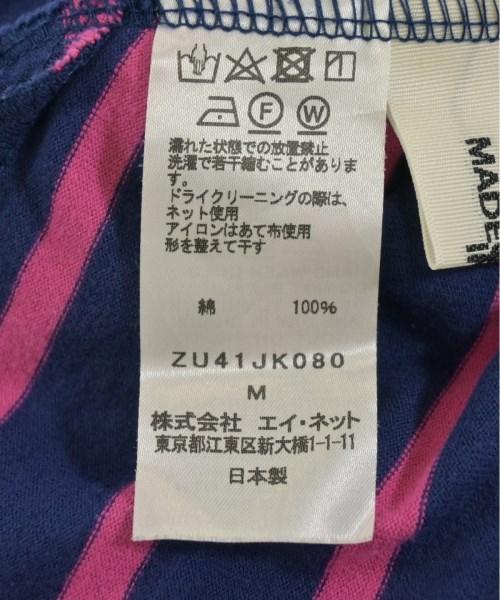 F W
濡れた状態での放置禁止
洗濯で若干縮むことがありま
す。
ドライクリーニングの際は、
ネット使用
アイロンはあて布使用
形を整えて干す
綿 100%
ZU41JK080
M
株式会社 エイ・ネット
東京都江東区新大橋1-1-11
日本製
MADE